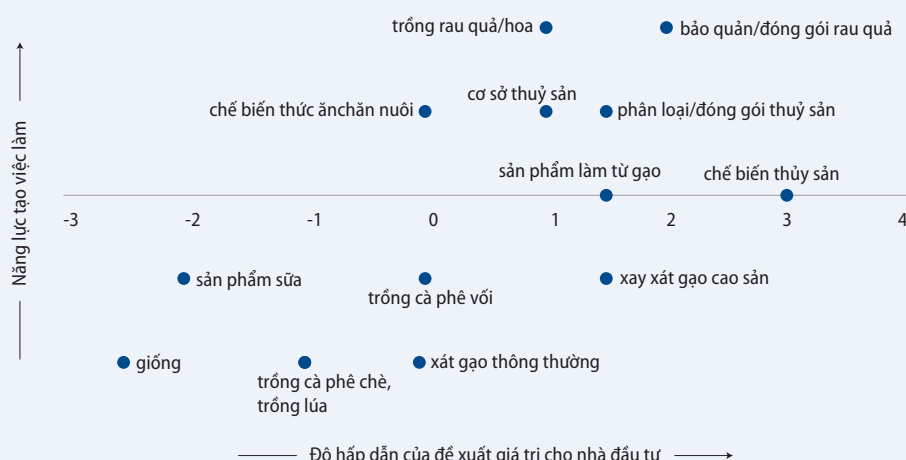 trồng rau quả/hoa
bảo quản/đóng gói rau quả
chế biến thức ănchăn nuôi
cơ sở thuỷ sản
phân loại/đóng gói thuỷ sản
sản phẩm làm từ gạo
chế biến thủy sản
-3 -2 -1 0 1 2 3 4
Năng lực tạo việc làm
sản phẩm sữa
trồng cà phê vối
xay xát gạo cao sản
giống
trồng cà phê chè,
trồng lúa
xát gạo thông thường
Độ hấp dẫn của đề xuất giá trị cho nhà đầu tư